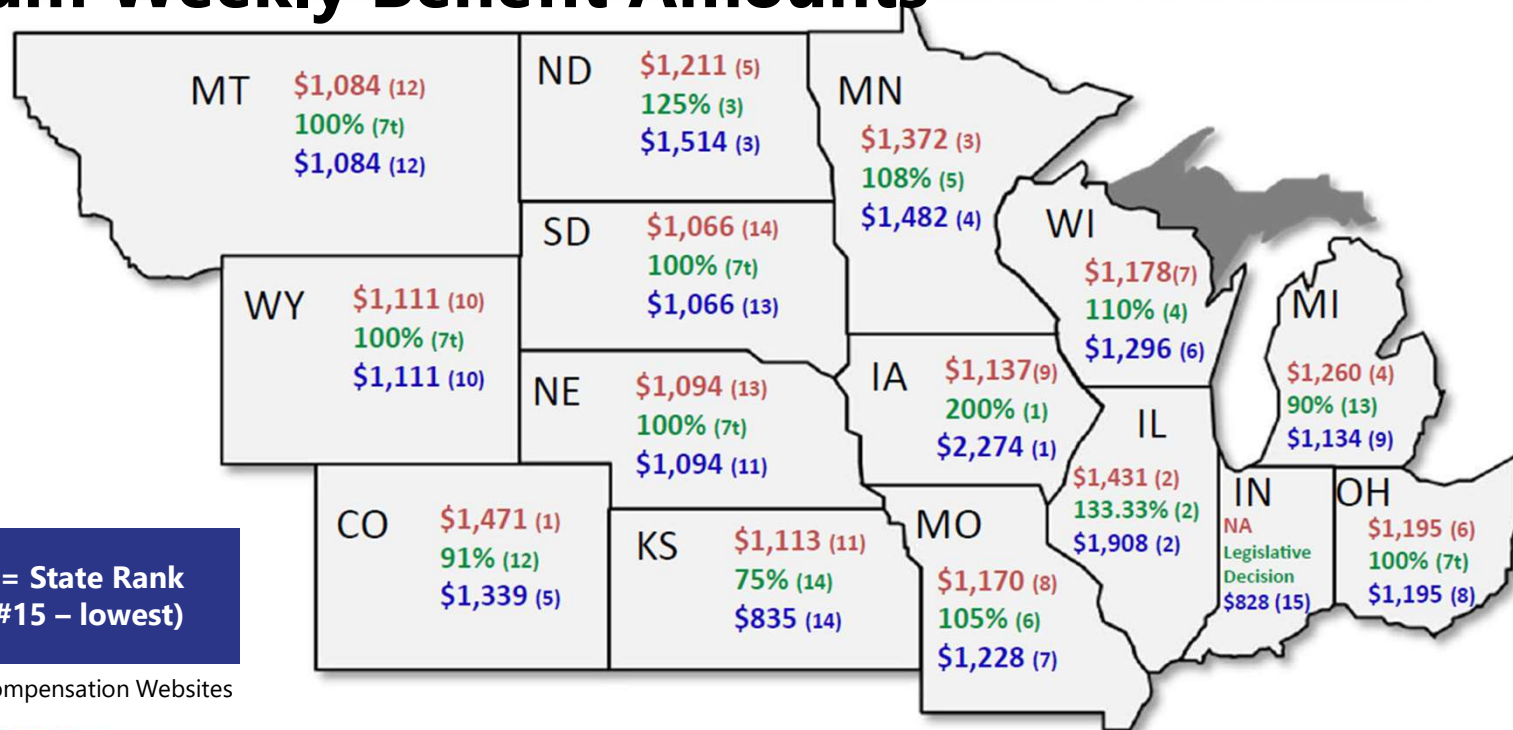 Weekly Benefit Amounts
MT
$1,084 (12)
100% (7t)
$1,084 (12)
ND
$1,211 (5)
125% (3)
$1,514 (3)
MN
$1,372 (3)
108% (5)
$1,482 (4)
SD
$1,066 (14)
100% (7t)
$1,066 (13)
WI
$1,178(7)
110% (4)
$1,296 (6)
WY
$1,111 (10)
100% (7t)
$1,111 (10)
MI
$1,260 (4)
90% (13)
$1,134 (9)
NE
$1,094 (13)
100% (7t)
$1,094 (11)
IA
$1,137(9)
200% (1)
$2,274 (1)
IL
$1,431 (2)
133.33% (2)
$1,908 (2)
IN
NA
Legislative
Decision
$828 (15)
OH
$1,195 (6)
100% (7t)
$1,195 (8)
CO
$1,471 (1)
91% (12)
$1,339 (5)
KS
$1,113 (11)
75% (14)
$835 (14)
MO
$1,170 (8)
105% (6)
$1,228 (7)
= State Rank
#15 – lowest)
ompensation Websites